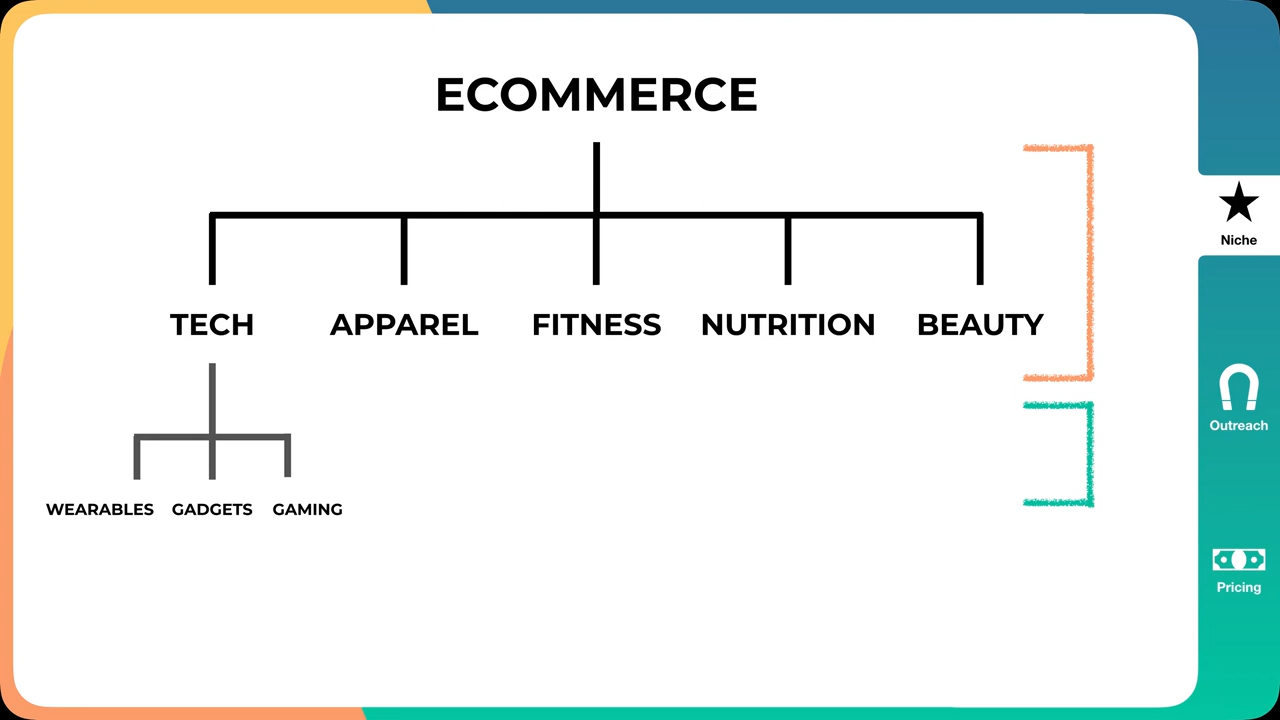 ECOMMERCE
TECH APPAREL FITNESS NUTRITION BEAUTY
WEARABLES GADGETS GAMING
Niche
Outreach
Pricing